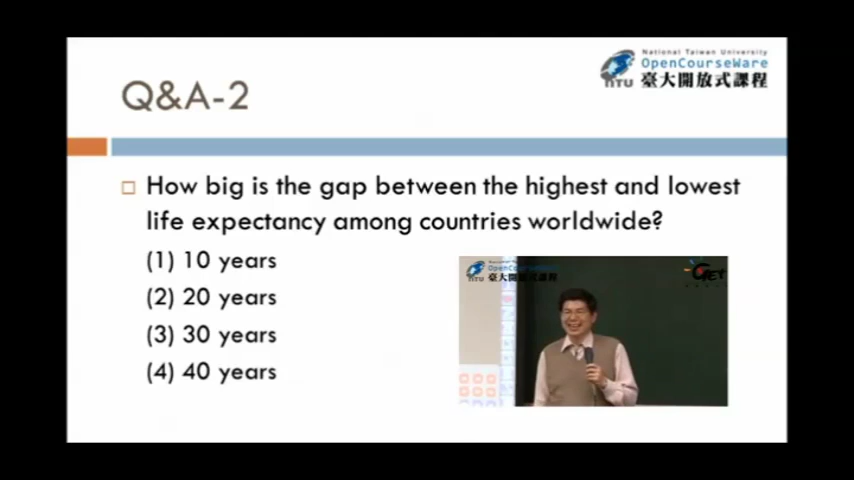 National Taiwan University
OpenCourseWare
NTU 臺大開放式課程
Q&A-2
How big is the gap between the highest and lowest
life expectancy among countries worldwide?
(1) 10 years
(2) 20 years
(3) 30 years
(4) 40 years
OpenCourseWare
NTU 臺大開放式課程